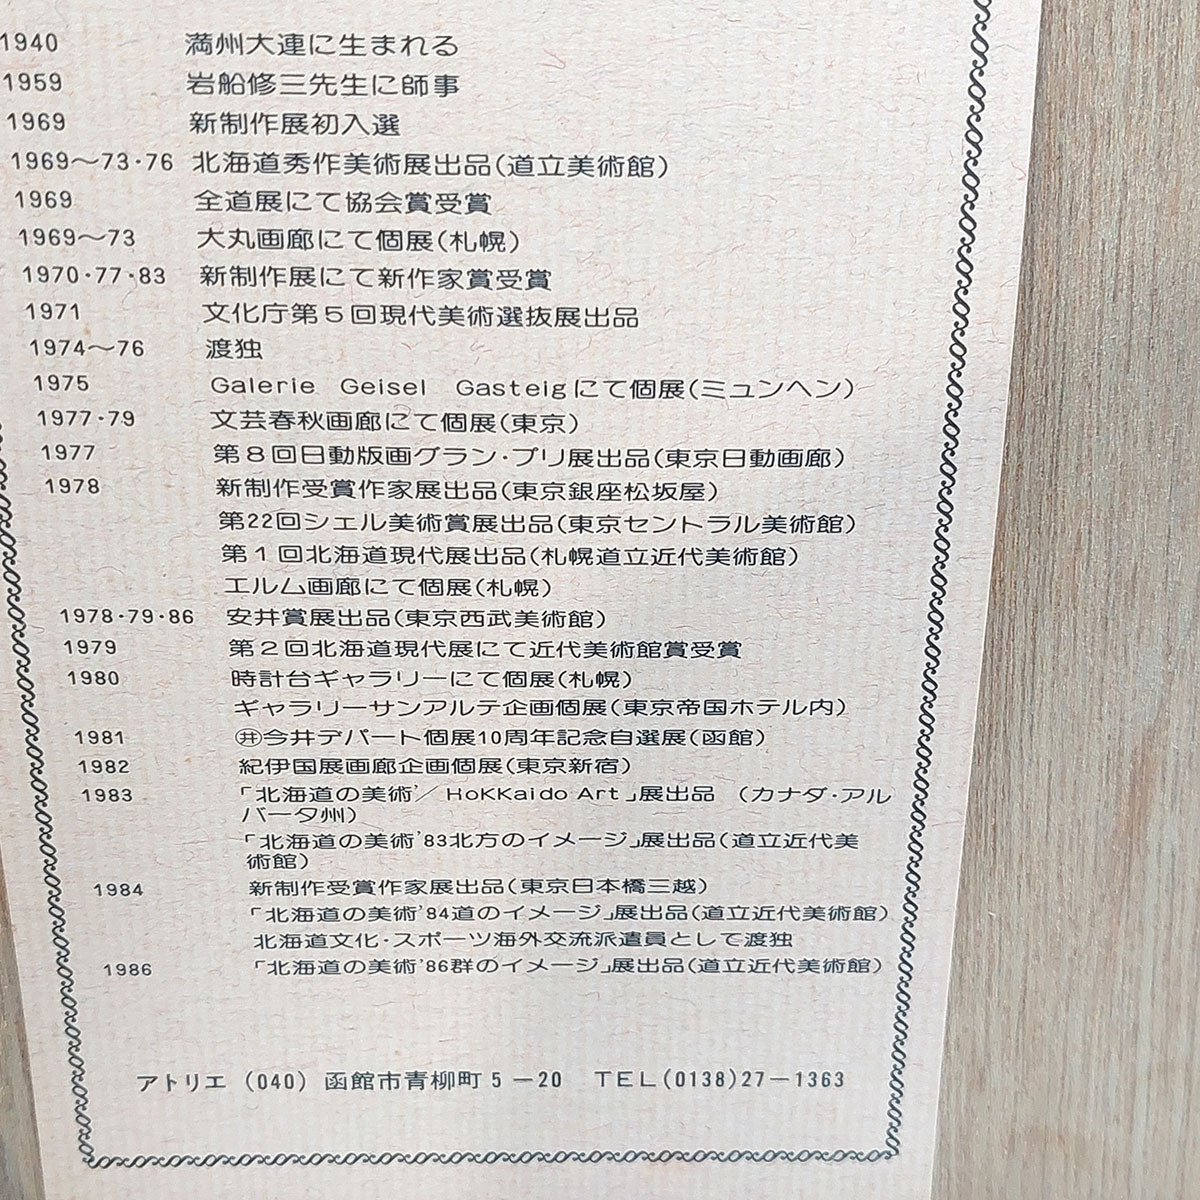 1940 満州大連に生まれる
1959 岩船修三先生に師事
1969 新制作展初入選
1969〜73・76 北海道秀作美術展出品(道立美術館)
1969 全道展にて協会賞受賞
1969〜73 大丸画廊にて個展(札幌)
1970・77・83 新制作展にて新作家賞受賞
1971 文化庁第5回現代美術選抜展出品
1974〜76 渡独
1975 Galerie Geisel Gasteigにて個展(ミュンヘン)
1977・79 文芸春秋画廊にて個展(東京)
1977 第8回日動版画グラン・プリ展出品(東京日動画廊)
1978 新制作受賞作家展出品(東京銀座松坂屋)
第22回シェル美術賞展出品(東京セントラル美術館)
第1回北海道現代展出品(札幌道立近代美術館)
エルム画廊にて個展(札幌)
1978・79・86 安井賞展出品(東京西武美術館)
1979 第2回北海道現代展にて近代美術館賞受賞
1980 時計台ギャラリーにて個展(札幌)
ギャラリーサンアルテ企画個展(東京帝国ホテル内)
1981 ㊉今井デパート個展10周年記念自選展(函館)
1982 紀伊国展画廊企画個展(東京新宿)
1983 「北海道の美術'/HoKKaido Art」展出品 (カナダ・アル
バータ州)
「北海道の美術'83北方のイメージ」展出品(道立近代美
術館)
1984 新制作受賞作家展出品(東京日本橋三越)
「北海道の美術'84道のイメージ」展出品(道立近代美術館)
北海道文化・スポーツ海外交流派遣員として渡独
1986 「北海道の美術'86群のイメージ」展出品(道立近代美術館)
アトリエ (040) 函館市青柳町5-20 TEL(0138)27-1363